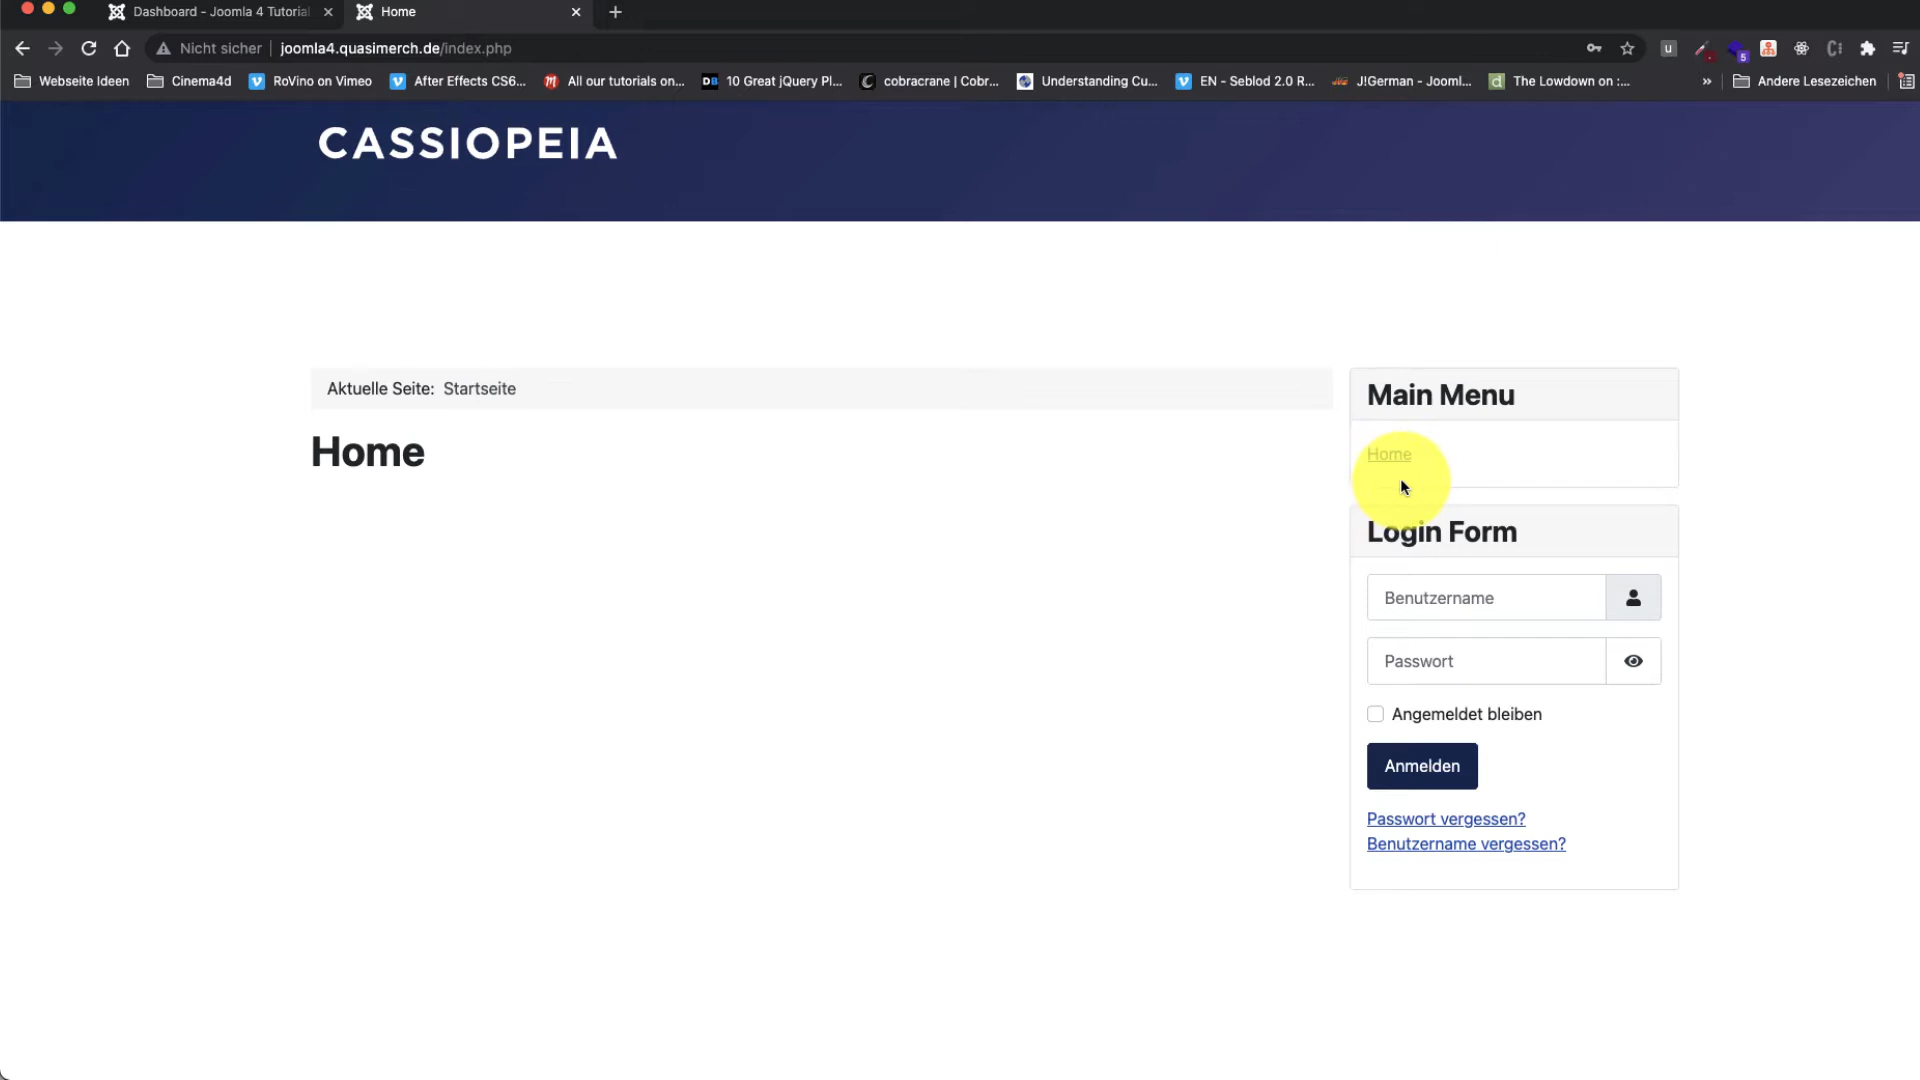 Dashboard - Joomla 4 Tutorial
Home
Nicht sicher
joomla4.quasimerch.de/index.php
Webseite Ideen
Cinema4d
RoVino on Vimeo
After Effects CS6...
All our tutorials on...
10 Great jQuery Pl...
cobracrane | Cobr...
Understanding Cu...
EN - Seblod 2.0 R...
J!German - Jooml...
The Lowdown on :...
»
Andere Lesezeichen
CASSIOPEIA
Aktuelle Seite: Startseite
Home
Main Menu
Home
Login Form
Benutzername
Passwort
Angemeldet bleiben
Anmelden
Passwort vergessen?
Benutzername vergessen?